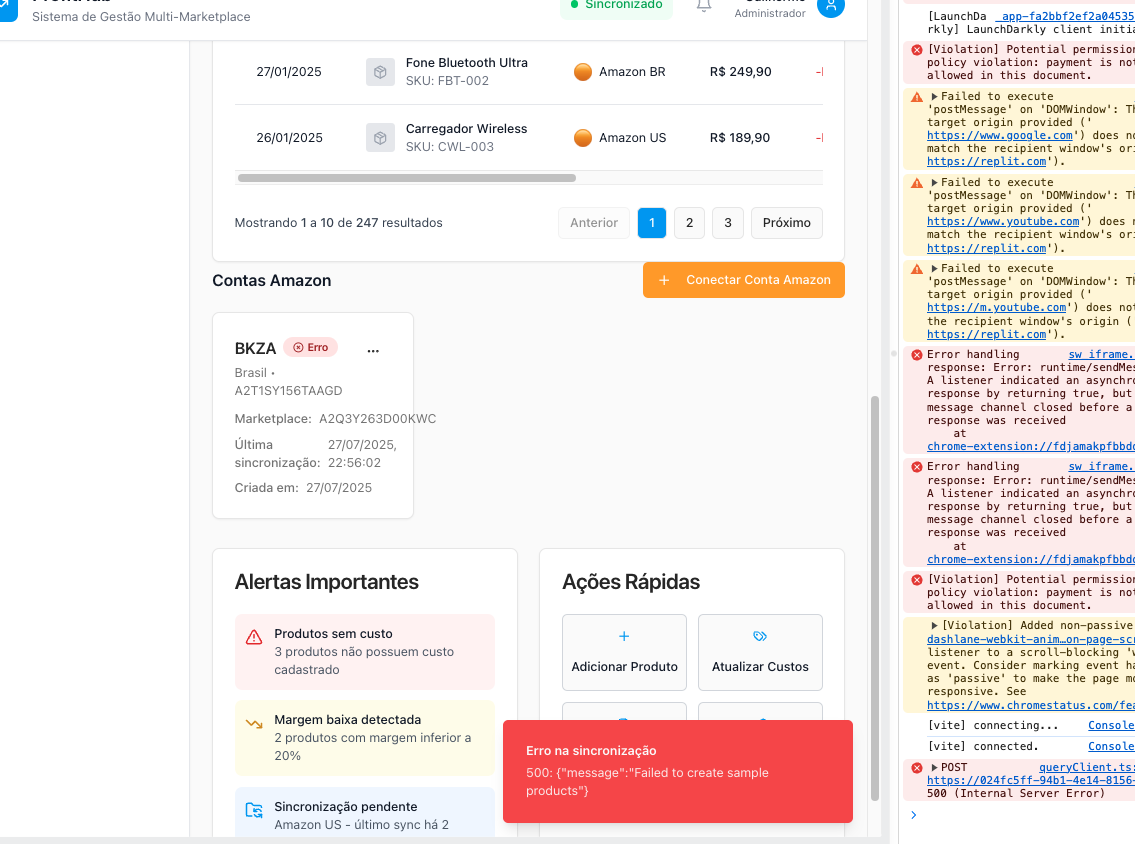 Sistema de Gestão Multi-Marketplace
Sincronizado
Guilherme
Administrador
27/01/2025
Fone Bluetooth Ultra
SKU: FBT-002
Amazon BR
R$ 249,90
26/01/2025
Carregador Wireless
SKU: CWL-003
Amazon US
R$ 189,90
Mostrando 1 a 10 de 247 resultados
Anterior
1
2
3
Próximo
Contas Amazon
+ Conectar Conta Amazon
BKZA
Erro
...
Brasil •
A2T1SY156TAAGD
Marketplace: A2Q3Y263D00KWC
Última
sincronização:
27/07/2025,
22:56:02
Criada em: 27/07/2025
Alertas Importantes
Produtos sem custo
3 produtos não possuem custo
cadastrado
Margem baixa detectada
2 produtos com margem inferior a
20%
Sincronização pendente
Amazon US - último sync há 2
Ações Rápidas
Adicionar Produto
Atualizar Custos
Erro na sincronização
500: {"message":"Failed to create sample
products"}
[LaunchDa _app-fa2bbf2ef2a04535
rkly] LaunchDarkly client initia
[Violation] Potential permission
policy violation: payment is not
allowed in this document.
Failed to execute
'postMessage' on 'DOMWindow': Th
target origin provided ('
https://www.google.com') does no
match the recipient window's ori
https://replit.com').
Failed to execute
'postMessage' on 'DOMWindow': Th
target origin provided ('
https://www.youtube.com') does n
match the recipient window's ori
https://replit.com').
Failed to execute
'postMessage' on 'DOMWindow': Th
target origin provided ('
https://m.youtube.com') does not
the recipient window's origin (
https://replit.com').
Error handling sw_iframe.
response: Error: runtime/sendMes
A listener indicated an asynchro
response by returning true, but
message channel closed before a
response was received
at
chrome-extension://fdjamakpfbbdd
Error handling sw_iframe.
response: Error: runtime/sendMes
A listener indicated an asynchro
response by returning true, but
message channel closed before a
response was received
at
chrome-extension://fdjamakpfbbdd
[Violation] Potential permission
policy violation: payment is not
allowed in this document.
[Violation] Added non-passive
dashlane-webkit-anim…on-page-scr
listener to a scroll-blocking 'w
event. Consider marking event ha
as 'passive' to make the page mo
responsive. See
https://www.chromestatus.com/fea
[vite] connecting... Console
[vite] connected. Console
POST queryClient.ts:
https://024fc5ff-94b1-4e14-8156-
500 (Internal Server Error)